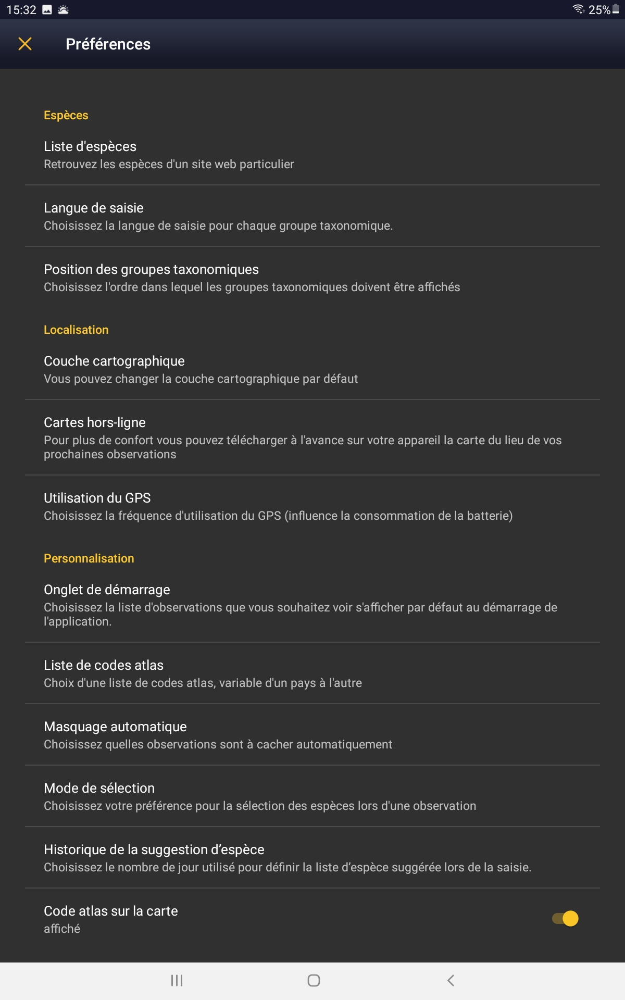 15:32
25%
Préférences
Espèces
Liste d'espèces
Retrouvez les espèces d'un site web particulier
Langue de saisie
Choisissez la langue de saisie pour chaque groupe taxonomique.
Position des groupes taxonomiques
Choisissez l'ordre dans lequel les groupes taxonomiques doivent être affichés
Localisation
Couche cartographique
Vous pouvez changer la couche cartographique par défaut
Cartes hors-ligne
Pour plus de confort vous pouvez télécharger à l'avance sur votre appareil la carte du lieu de vos
prochaines observations
Utilisation du GPS
Choisissez la fréquence d'utilisation du GPS (influence la consommation de la batterie)
Personnalisation
Onglet de démarrage
Choisissez la liste d'observations que vous souhaitez voir s'afficher par défaut au démarrage de
l'application.
Liste de codes atlas
Choix d'une liste de codes atlas, variable d'un pays à l'autre
Masquage automatique
Choisissez quelles observations sont à cacher automatiquement
Mode de sélection
Choisissez votre préférence pour la sélection des espèces lors d'une observation
Historique de la suggestion d’espèce
Choisissez le nombre de jour utilisé pour définir la liste d’espèce suggérée lors de la saisie.
Code atlas sur la carte
affiché